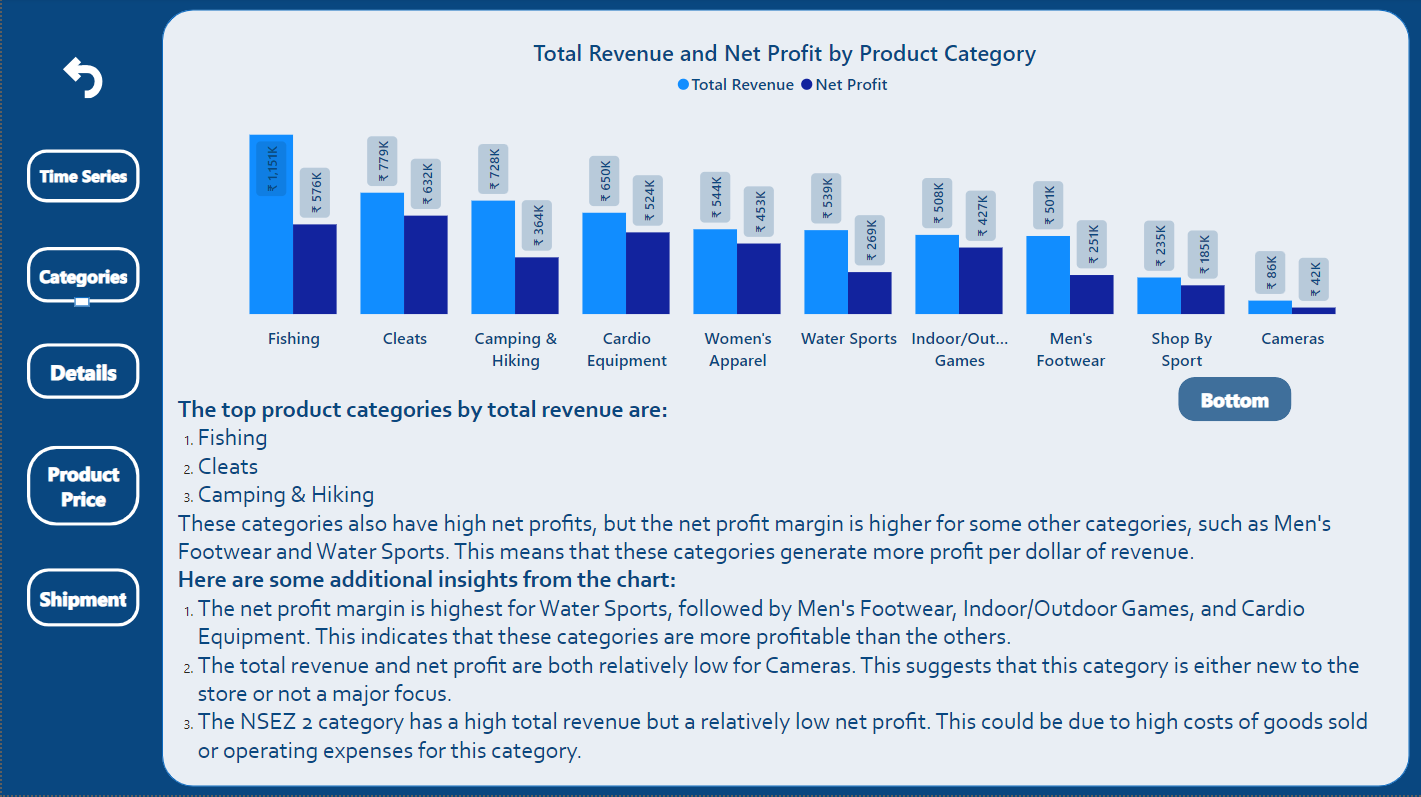 Total Revenue and Net Profit by Product Category
Total Revenue Net Profit
₹ 1,151K
₹ 576K
₹ 779K
₹ 632K
₹ 728K
₹ 364K
₹ 650K
₹ 524K
₹ 544K
₹ 453K
₹ 539K
₹ 269K
₹ 508K
₹ 427K
₹ 501K
₹ 251K
₹ 235K
₹ 185K
₹ 86K
₹ 42K
Fishing
Cleats
Camping &
Hiking
Cardio
Equipment
Women's
Apparel
Water Sports
Indoor/Out...
Games
Men's
Footwear
Shop By
Sport
Cameras
Time Series
Categories
Details
Product
Price
Shipment
Bottom
The top product categories by total revenue are:
1. Fishing
2. Cleats
3. Camping & Hiking
These categories also have high net profits, but the net profit margin is higher for some other categories, such as Men's
Footwear and Water Sports. This means that these categories generate more profit per dollar of revenue.
Here are some additional insights from the chart:
1. The net profit margin is highest for Water Sports, followed by Men's Footwear, Indoor/Outdoor Games, and Cardio
Equipment. This indicates that these categories are more profitable than the others.
2. The total revenue and net profit are both relatively low for Cameras. This suggests that this category is either new to the
store or not a major focus.
3. The NSEZ 2 category has a high total revenue but a relatively low net profit. This could be due to high costs of goods sold
or operating expenses for this category.